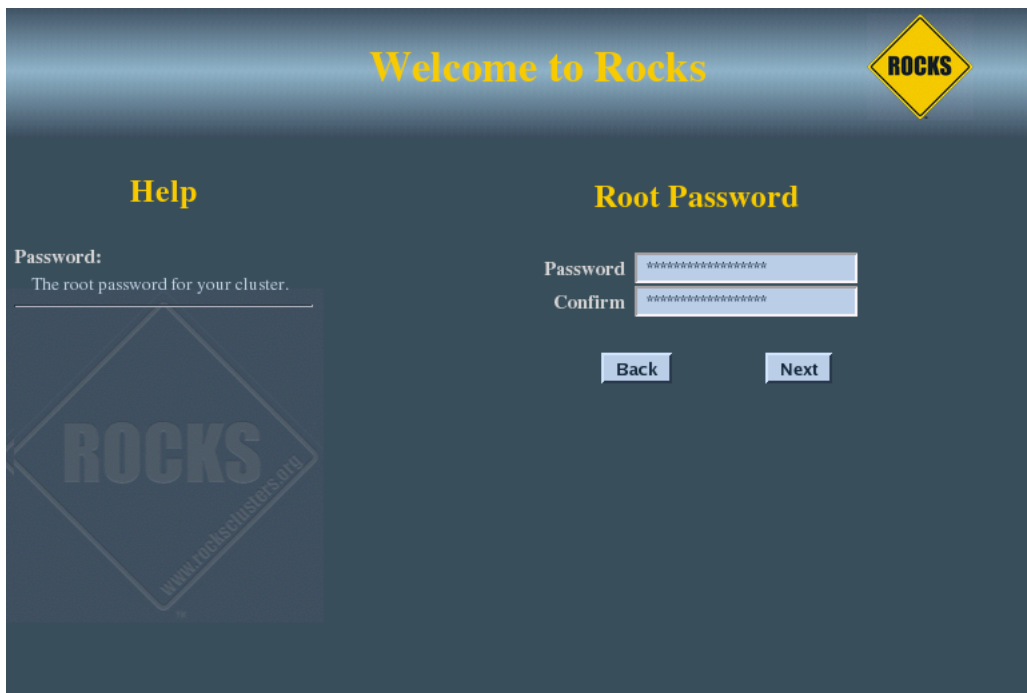 Welcome to Rocks
ROCKS
Help
Password:
The root password for your cluster.
ROCKS
www.rocksclusters.org
Root Password
Password ******************
Confirm ******************
Back
Next